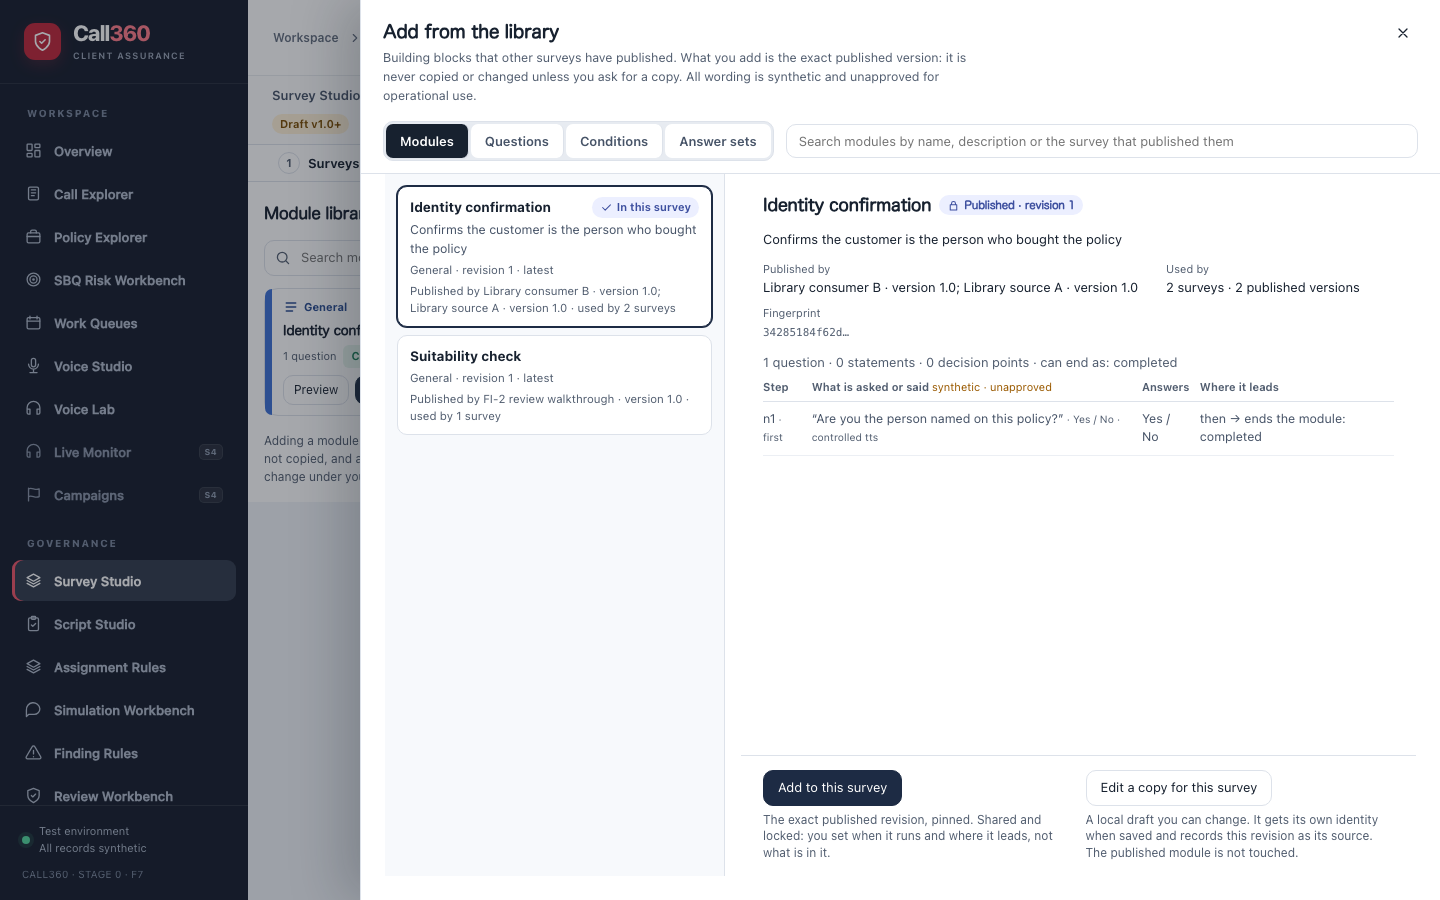 Call360
CLIENT ASSURANCE
WORKSPACE
Overview
Call Explorer
Policy Explorer
SBQ Risk Workbench
Work Queues
Voice Studio
Voice Lab
Live Monitor S4
Campaigns S4
GOVERNANCE
Survey Studio
Script Studio
Assignment Rules
Simulation Workbench
Finding Rules
Review Workbench
Test environment
All records synthetic
CALL360 · STAGE 0 · F7
Workspace
Survey Studio
Draft v1.0+
1 Surveys
Module librar
Search mo
General
Identity conf
1 question C
Preview
Adding a module
not copied, and a
change under yo
Add from the library
Building blocks that other surveys have published. What you add is the exact published version: it is
never copied or changed unless you ask for a copy. All wording is synthetic and unapproved for
operational use.
Modules Questions Conditions Answer sets
Search modules by name, description or the survey that published them
Identity confirmation In this survey
Confirms the customer is the person who bought
the policy
General · revision 1 · latest
Published by Library consumer B · version 1.0;
Library source A · version 1.0 · used by 2 surveys
Suitability check
General · revision 1 · latest
Published by FI-2 review walkthrough · version 1.0 ·
used by 1 survey
Identity confirmation Published · revision 1
Confirms the customer is the person who bought the policy
Published by Used by
Library consumer B · version 1.0; Library source A · version 1.0 2 surveys · 2 published versions
Fingerprint
34285184f62d…
1 question · 0 statements · 0 decision points · can end as: completed
Step What is asked or said synthetic · unapproved Answers Where it leads
n1 · “Are you the person named on this policy?” · Yes / No · Yes / then → ends the module:
first controlled tts No completed
Add to this survey
The exact published revision, pinned. Shared and
locked: you set when it runs and where it leads, not
what is in it.
Edit a copy for this survey
A local draft you can change. It gets its own identity
when saved and records this revision as its source.
The published module is not touched.